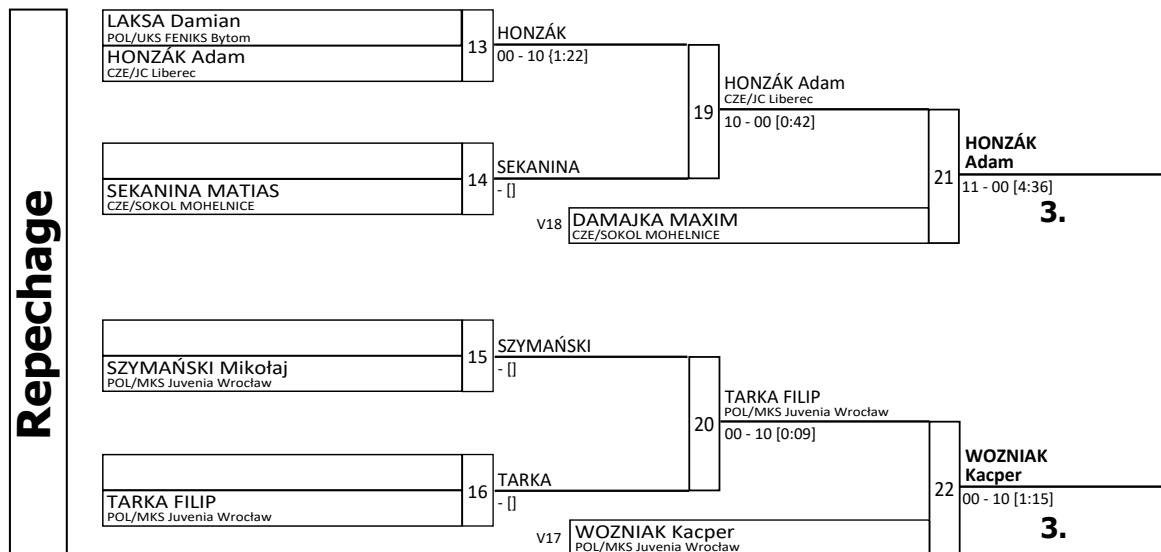 Repechage
LAKSA Damian
POL/UKS FENIKS Bytom
HONZÁK Adam
CZE/JC Liberec
13
HONZÁK
00 - 10 {1:22]
SEKANINA MATIAS
CZE/SOKOL MOHELNICE
14
SEKANINA
- []
19
HONZÁK Adam
CZE/JC Liberec
10 - 00 [0:42]
V18
DAMAJKA MAXIM
CZE/SOKOL MOHELNICE
21
HONZÁK
Adam
11 - 00 [4:36]
3.
SZYMAŃSKI Mikołaj
POL/MKS Juvenia Wrocław
15
SZYMAŃSKI
- []
TARKA FILIP
POL/MKS Juvenia Wrocław
16
TARKA
- []
20
TARKA FILIP
POL/MKS Juvenia Wrocław
00 - 10 [0:09]
V17
WOZNIAK Kacper
POL/MKS Juvenia Wrocław
22
WOZNIAK
Kacper
00 - 10 [1:15]
3.